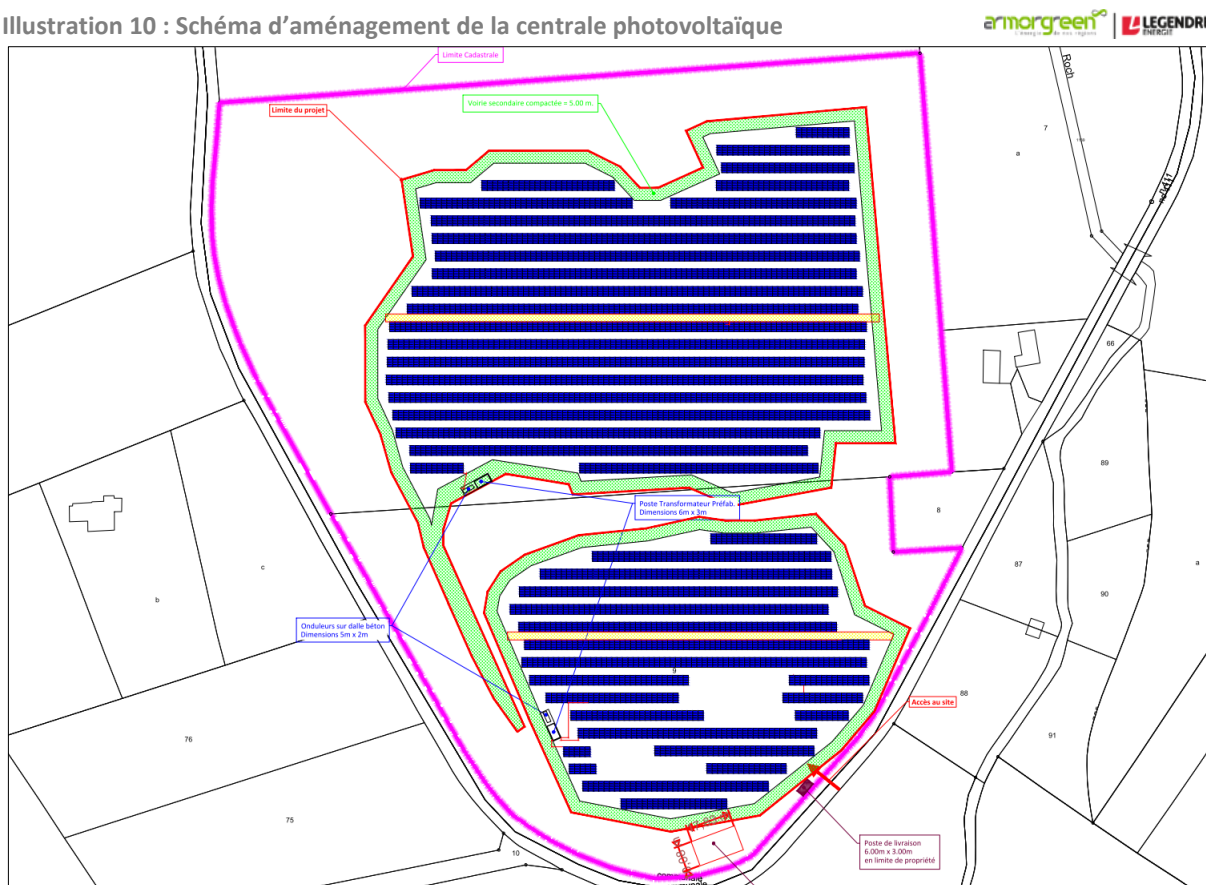 Illustration 10 : Schéma d’aménagement de la centrale photovoltaïque
armorgreen
LEGENDRE
ENERGIE
Limite Cadastrale
Roch
Voirie secondaire compactée = 5.00 m.
Limite du projet
7
a
66
89
Poste Transformateur Préfab.
Dimensions 6m x 3m
8
87
a
c
b
90
Onduleurs sur dalle béton
Dimensions 5m x 2m
9
88
Accès au site
91
76
75
10
Poste de livraison
6.00m x 3.00m
en limite de propriété